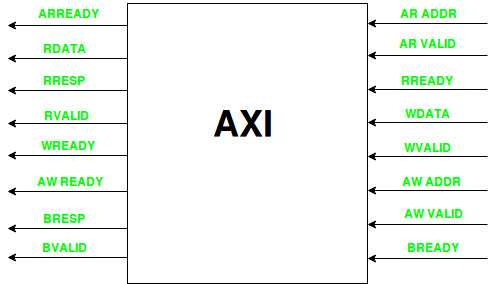 ARREADY
RDATA
RRESP
RVALID
WREADY
AW READY
BRESP
BVALID
AXI
AR ADDR
AR VALID
RREADY
WDATA
WVALID
AW ADDR
AW VALID
BREADY